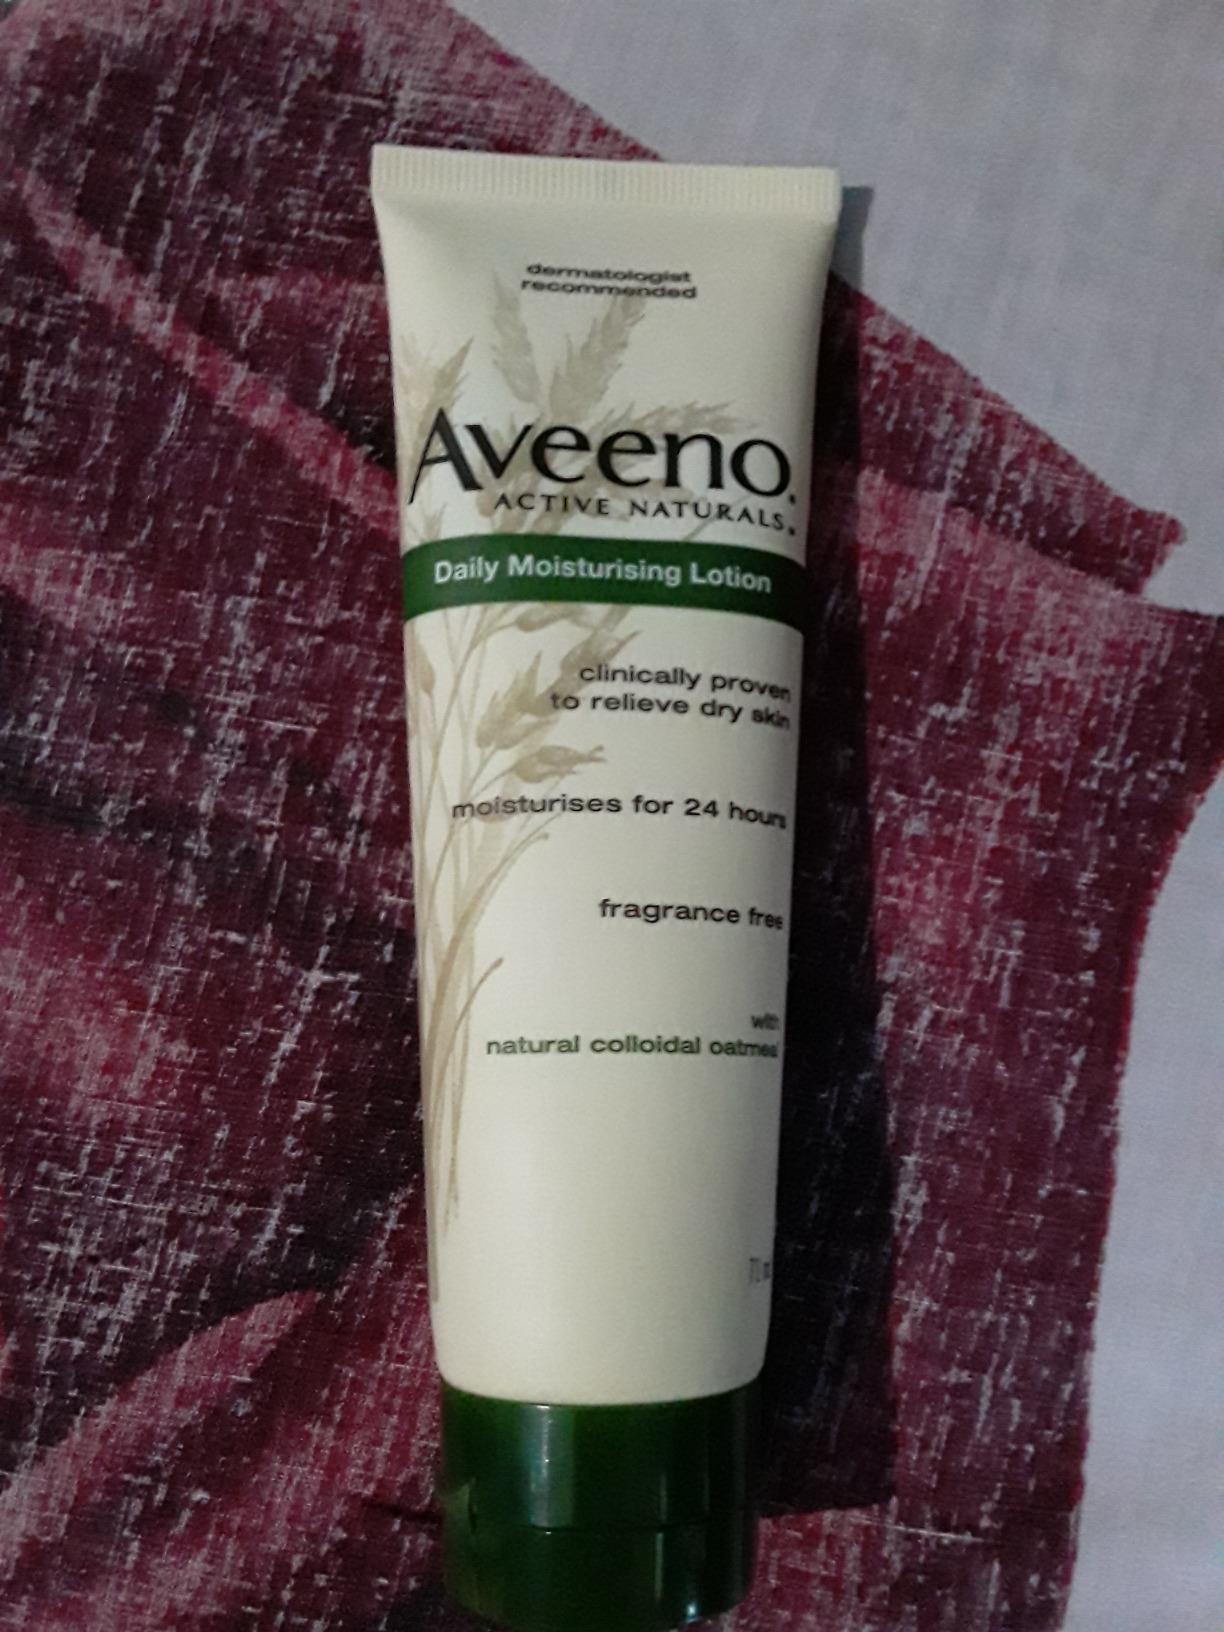 dermatologist
recommended
Aveeno.
ACTIVE NATURALS.
Daily Moisturising Lotion
clinically proven
to relieve dry skin
moisturises for 24 hours
fragrance free
with
natural colloidal oatmeal